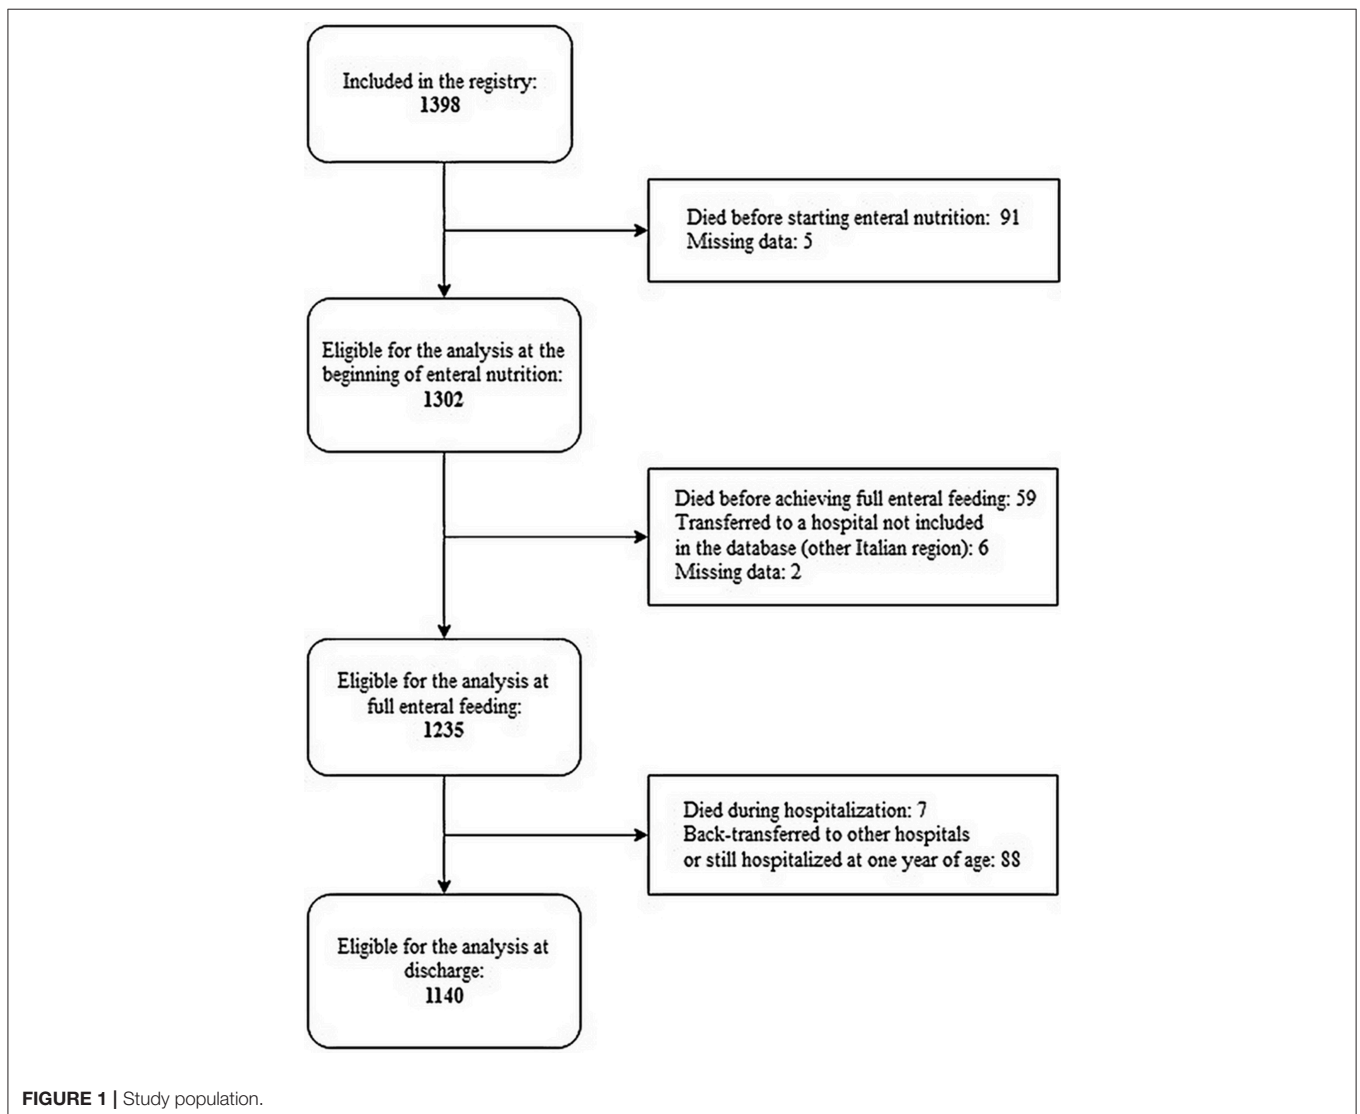 Included in the registry:
1398
Died before starting enteral nutrition: 91
Missing data: 5
Eligible for the analysis at the
beginning of enteral nutrition:
1302
Died before achieving full enteral feeding: 59
Transferred to a hospital not included
in the database (other Italian region): 6
Missing data: 2
Eligible for the analysis at
full enteral feeding:
1235
Died during hospitalization: 7
Back-transferred to other hospitals
or still hospitalized at one year of age: 88
Eligible for the analysis at
discharge:
1140
FIGURE 1 | Study population.